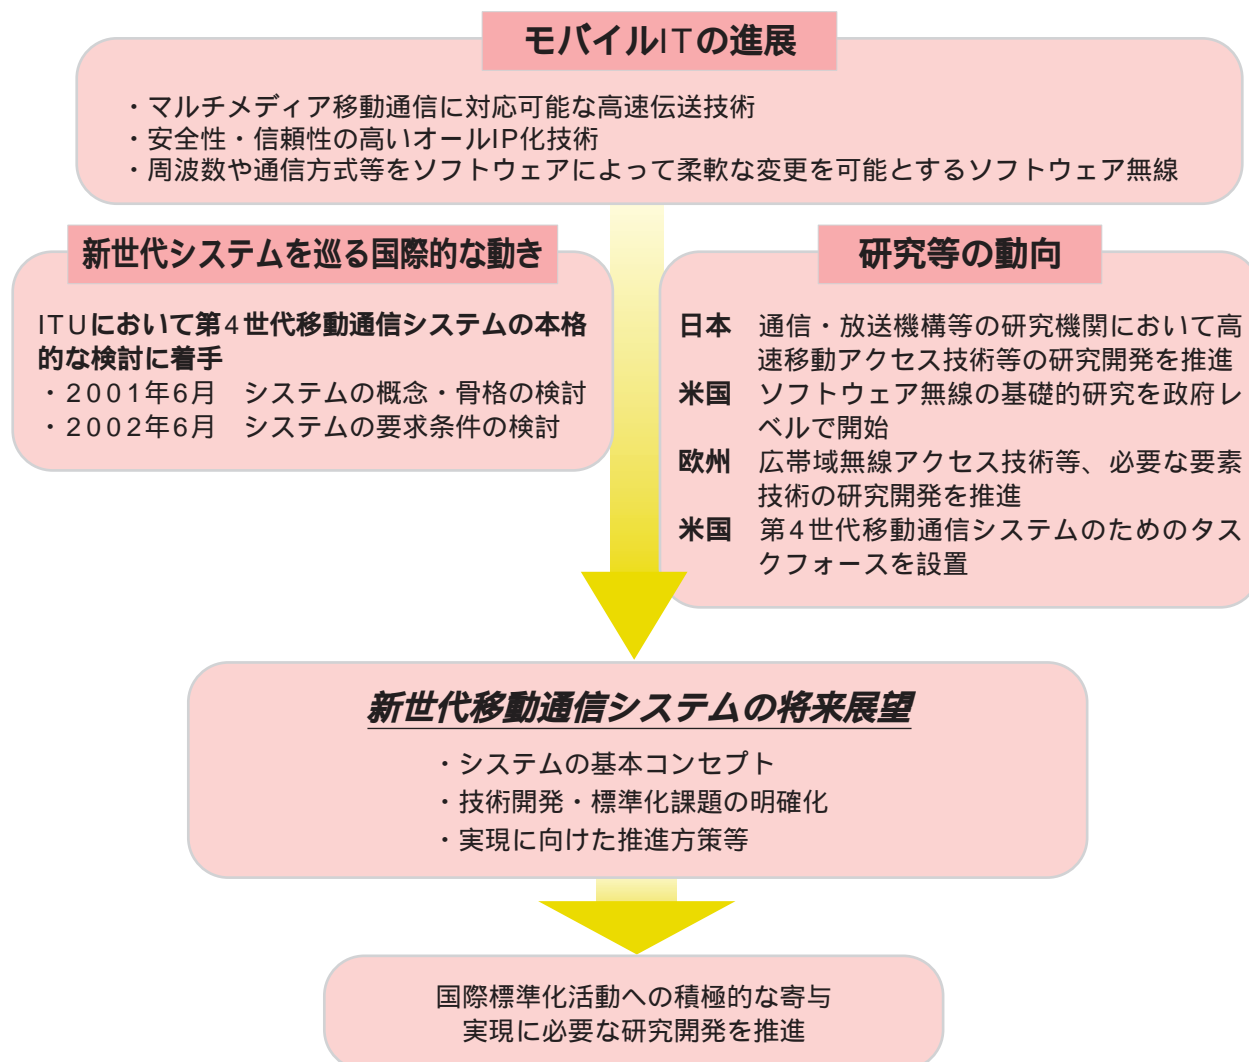 モバイルITの進展
・マルチメディア移動通信に対応可能な高速伝送技術
・安全性・信頼性の高いオールIP化技術
・周波数や通信方式等をソフトウェアによって柔軟な変更を可能とするソフトウェア無線
新世代システムを巡る国際的な動き
ITUにおいて第4世代移動通信システムの本格
的な検討に着手
・2001年6月　システムの概念・骨格の検討
・2002年6月　システムの要求条件の検討
研究等の動向
日本　通信・放送機構等の研究機関において高
速移動アクセス技術等の研究開発を推進
米国　ソフトウェア無線の基礎的研究を政府レ
ベルで開始
欧州　広帯域無線アクセス技術等、必要な要素
技術の研究開発を推進
米国　第4世代移動通信システムのためのタス
クフォースを設置
新世代移動通信システムの将来展望
・システムの基本コンセプト
・技術開発・標準化課題の明確化
・実現に向けた推進方策等
国際標準化活動への積極的な寄与
実現に必要な研究開発を推進